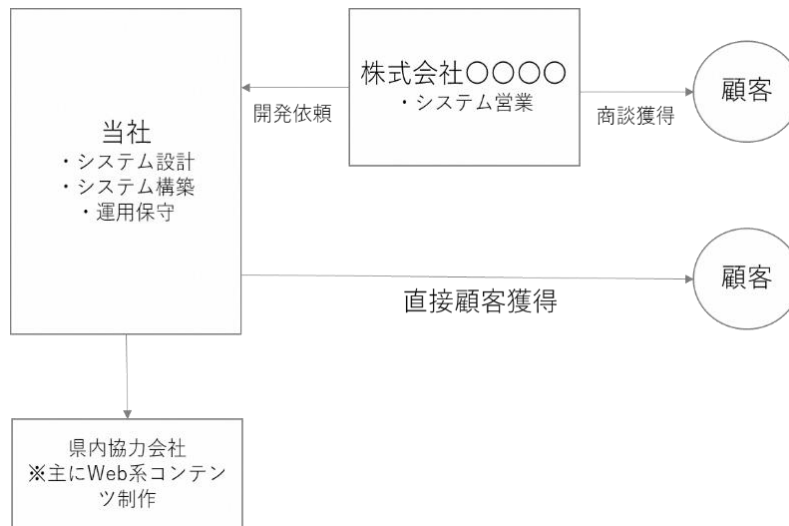 株式会社〇〇〇〇
・システム営業
顧客
開発依頼
商談獲得
当社
・システム設計
・システム構築
・運用保守
顧客
直接顧客獲得
県内協力会社
※主にWeb系コンテン
ツ制作